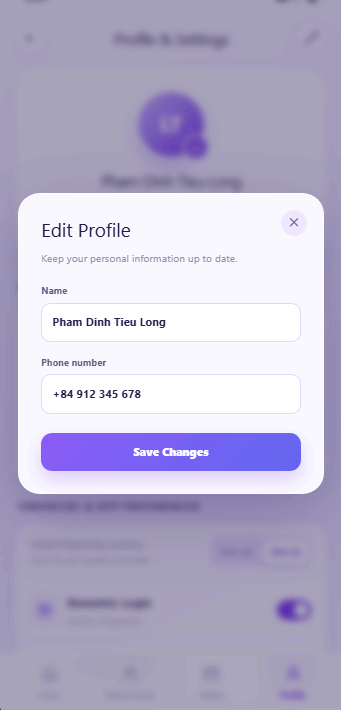 Profile & Settings
LT
Pham Dinh Tieu Long
Edit Profile
Keep your personal information up to date.
Name
Pham Dinh Tieu Long
Phone number
+84 912 345 678
Save Changes
Biometric Login
Profile